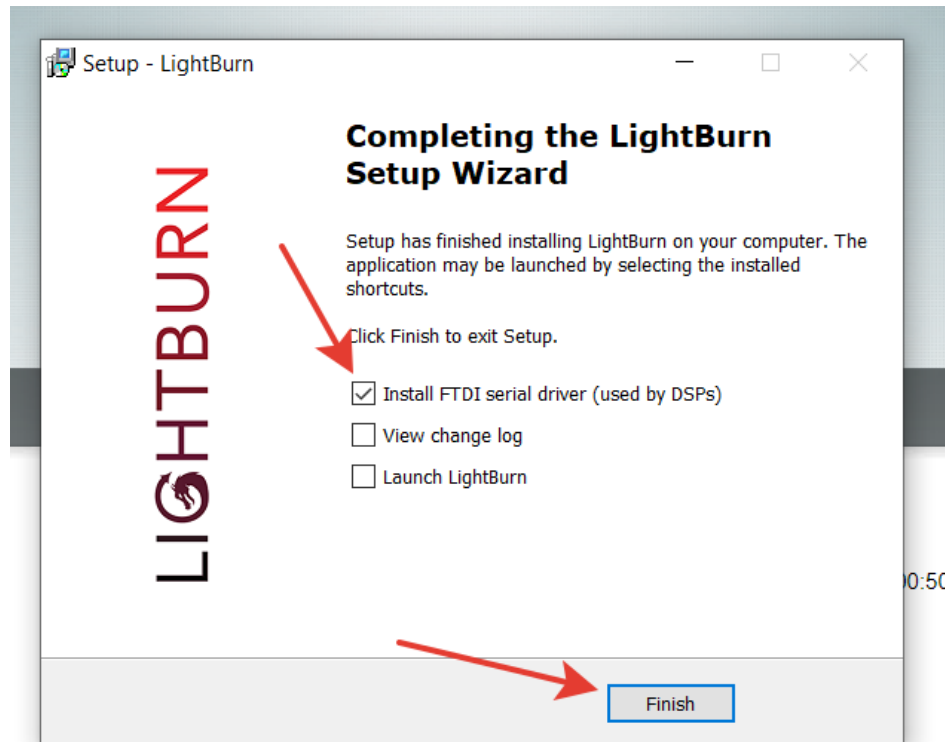 Setup - LightBurn
LIGHTBURN
Completing the LightBurn
Setup Wizard
Setup has finished installing LightBurn on your computer. The
application may be launched by selecting the installed
shortcuts.
Click Finish to exit Setup.
Install FTDI serial driver (used by DSPs)
View change log
Launch LightBurn
0:50
Finish